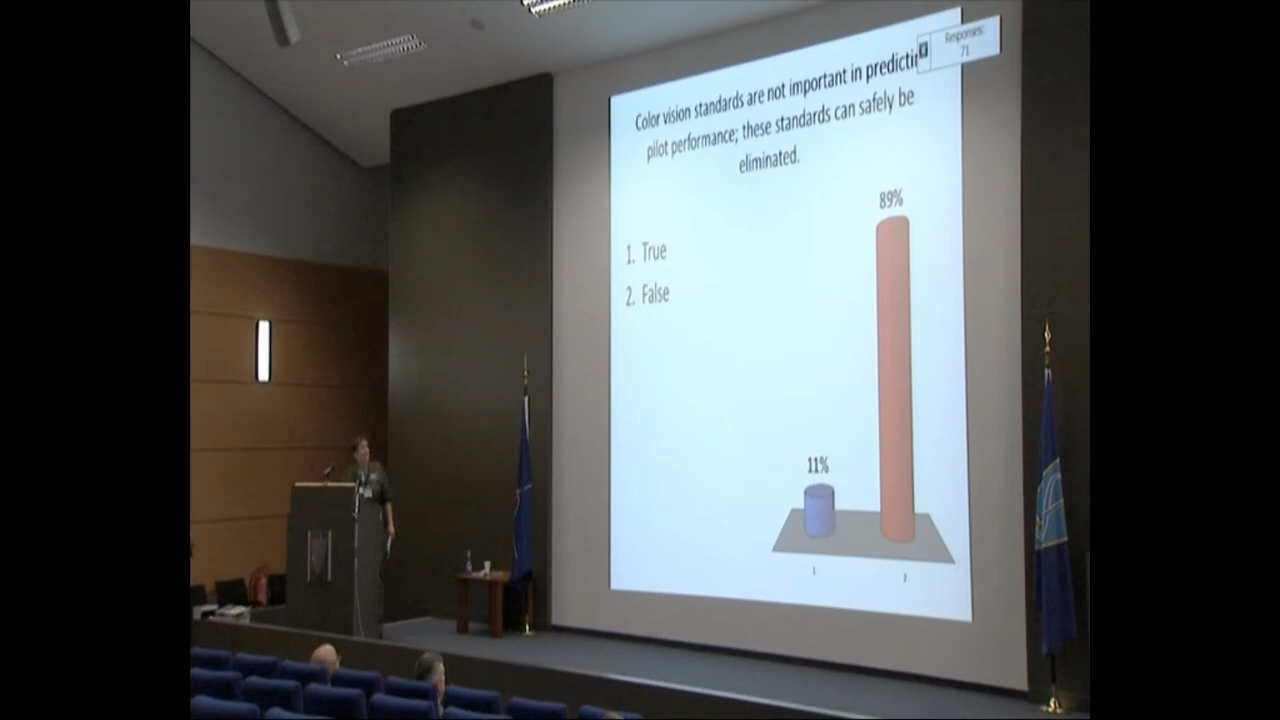 Responses:
71
Color vision standards are not important in predictin
pilot performance; these standards can safely be
eliminated.
1. True
2. False
89%
11%
1
2